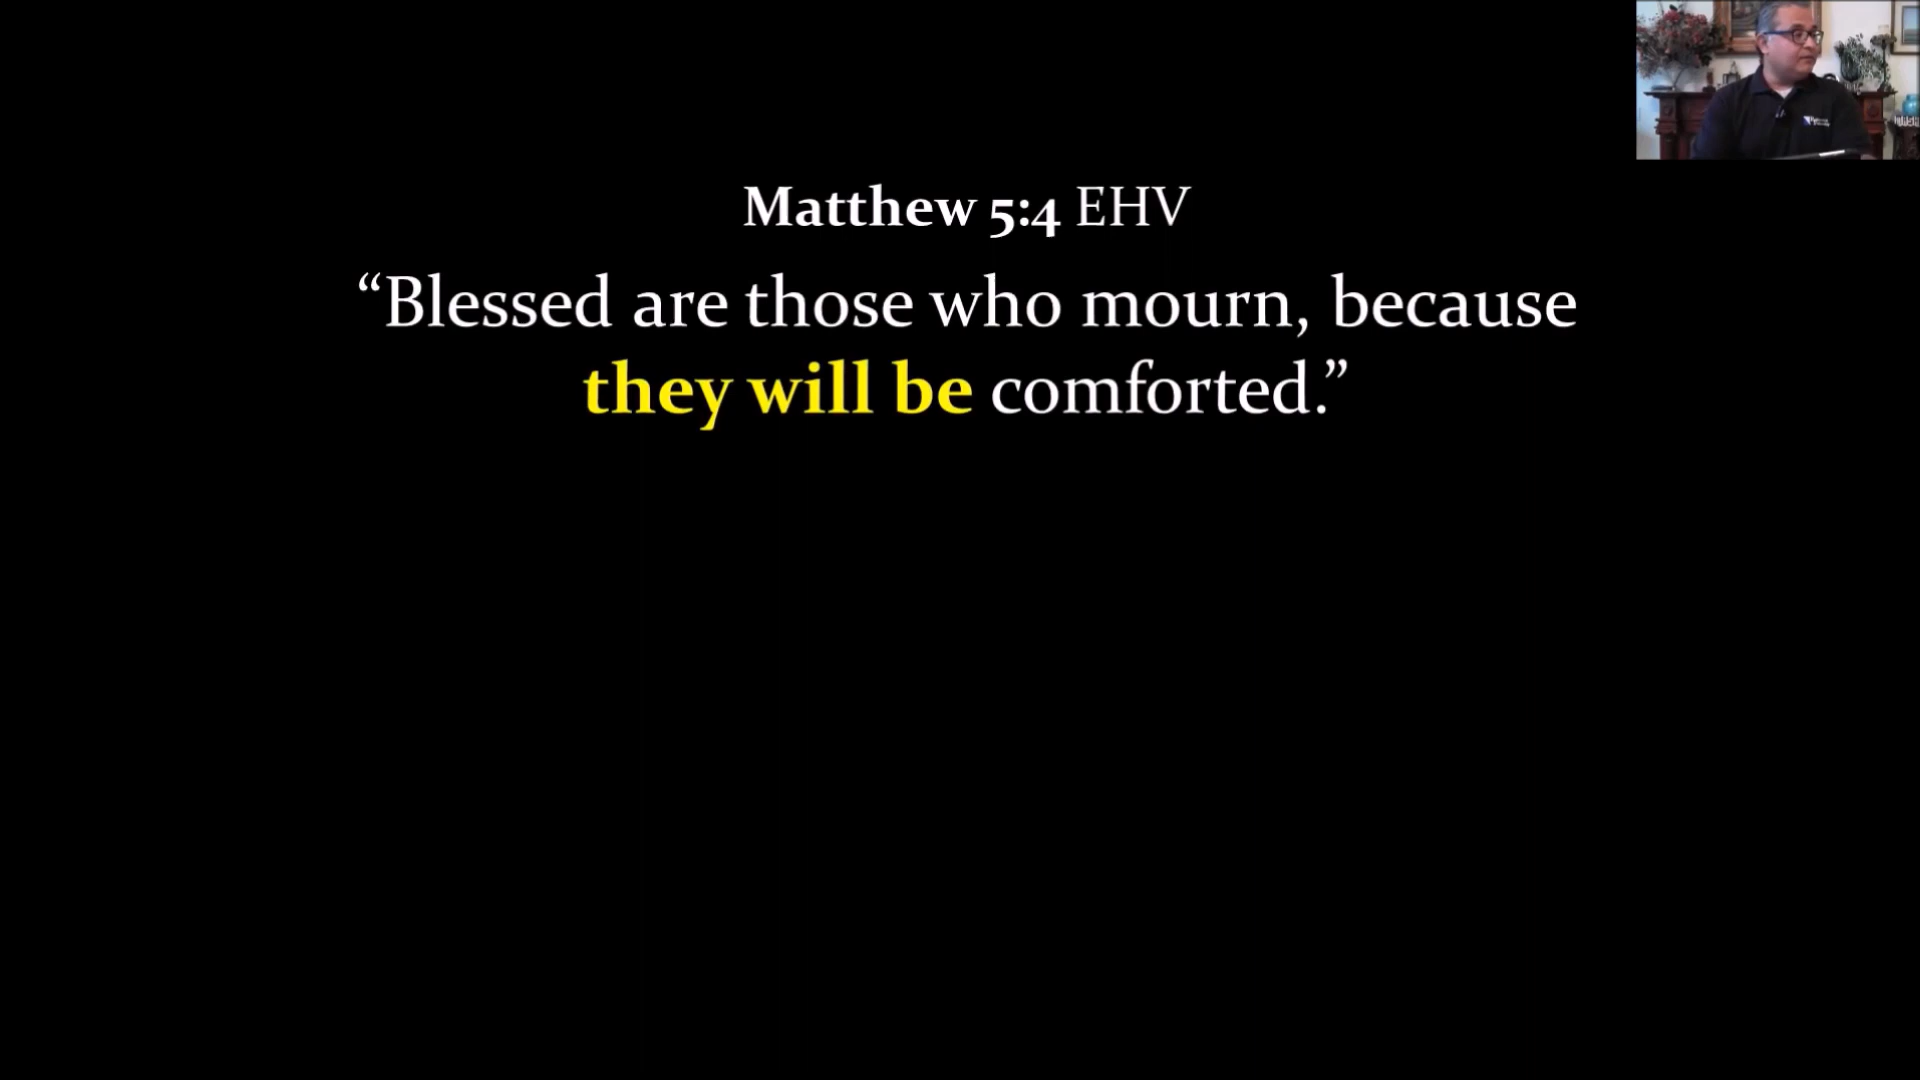 Matthew 5:4 EHV
“Blessed are those who mourn, because
they will be comforted.”